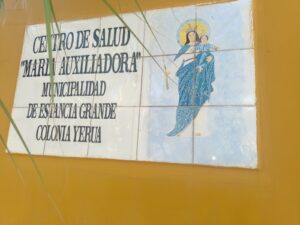 CENTRO DE SALUD
"MARIA AUXILIADORA"
MUNICIPALIDAD
DE ESTANCIA GRANDE
COLONIA YERUA